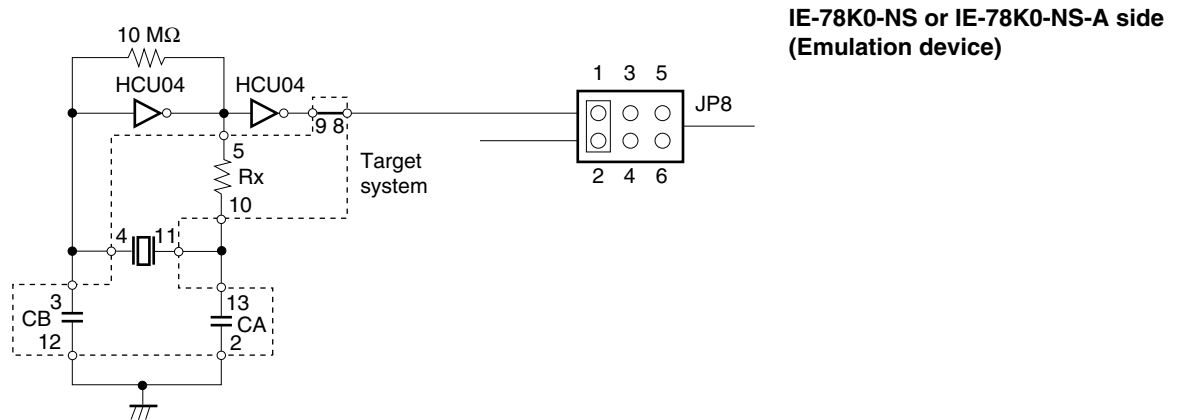 IE-78K0-NS or IE-78K0-NS-A side
(Emulation device)
10 MΩ
HCU04 HCU04
1 3 5
JP8
9 8
2 4 6
5
Rx
Target
system
10
4 11
3
CB
12
13
CA
2